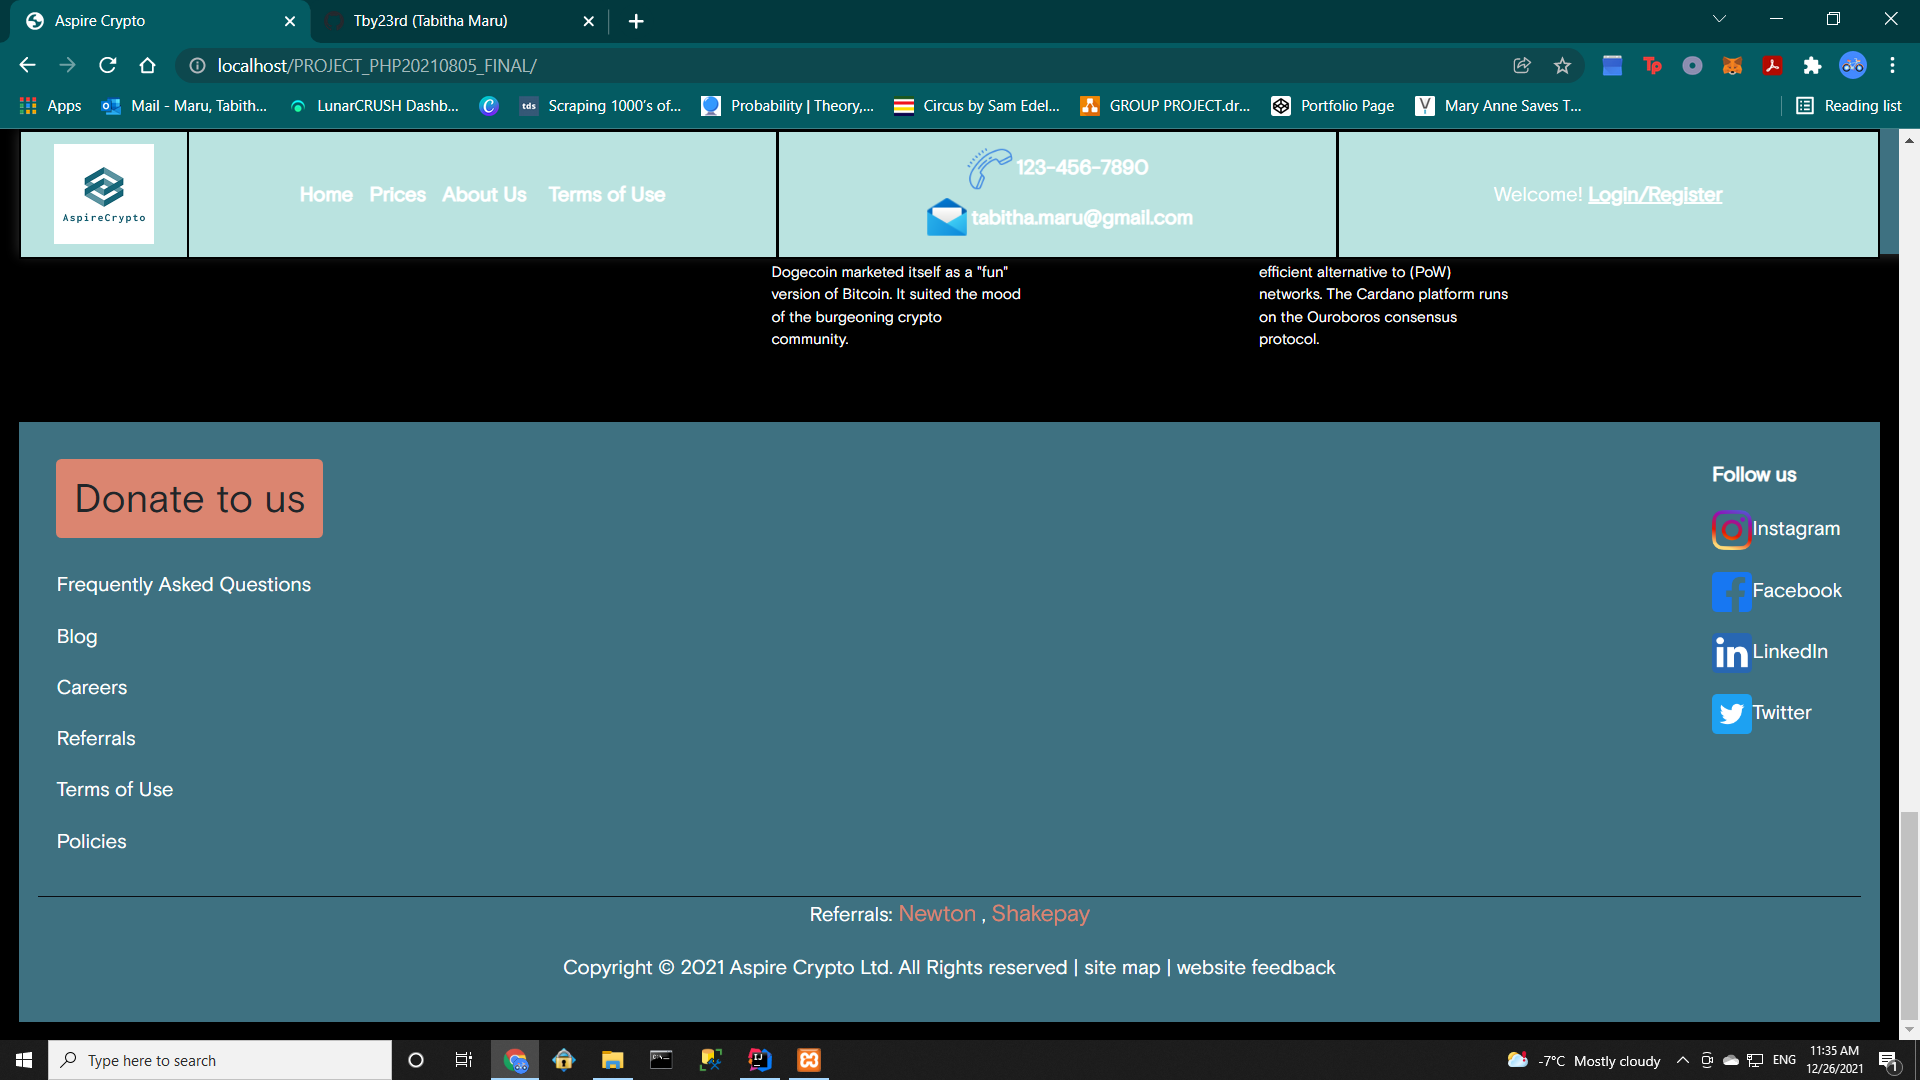 Aspire Crypto
Tby23rd (Tabitha Maru)
localhost/PROJECT_PHP20210805_FINAL/
Tp
Apps
Mail - Maru, Tabith...
LunarCRUSH Dashb...
tds
Scraping 1000's of...
Probability | Theory,...
Circus by Sam Edel...
GROUP PROJECT.dr...
Portfolio Page
Mary Anne Saves T...
Reading list
AspireCrypto
Home
Prices
About Us
Terms of Use
123-456-7890
tabitha.maru@gmail.com
Welcome! Login/Register
Dogecoin marketed itself as a "fun"
version of Bitcoin. It suited the mood
of the burgeoning crypto
community.
efficient alternative to (PoW)
networks. The Cardano platform runs
on the Ouroboros consensus
protocol.
Donate to us
Frequently Asked Questions
Blog
Careers
Referrals
Terms of Use
Policies
Follow us
Instagram
Facebook
in LinkedIn
Twitter
Referrals: Newton , Shakepay
Copyright © 2021 Aspire Crypto Ltd. All Rights reserved | site map | website feedback
Type here to search
-7°C Mostly cloudy
ENG
11:35 AM
12/26/2021
1